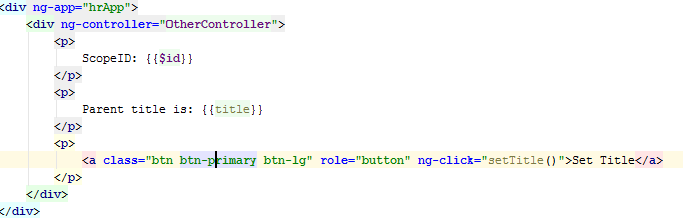 <div ng-app="hrApp">
<div ng-controller="OtherController">
<p>
ScopeID: {{$id}}
</p>
<p>
Parent title is: {{title}}
</p>
<p>
<a class="btn btn-primary btn-lg" role="button" ng-click="setTitle()">Set Title</a>
</p>
</div>
</div>